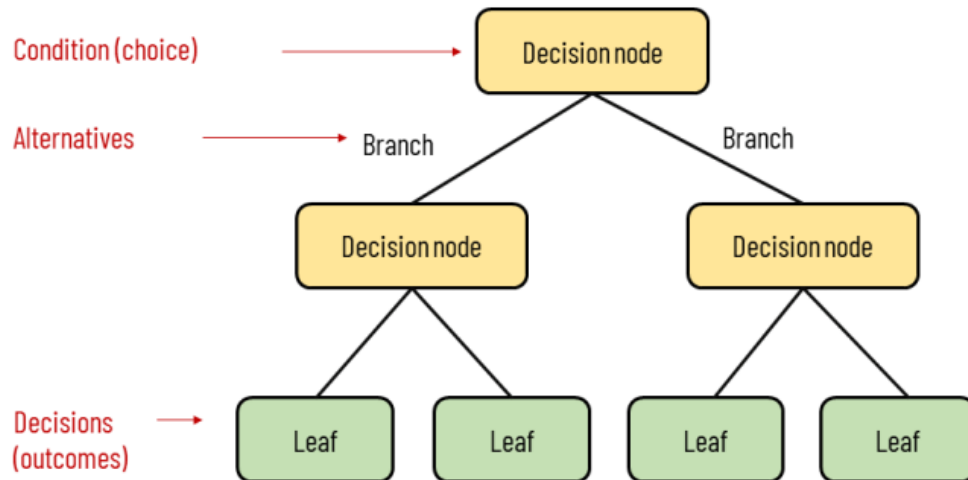 Condition (choice)
Decision node
Alternatives
Branch
Branch
Decision node
Decision node
Decisions
(outcomes)
Leaf
Leaf
Leaf
Leaf